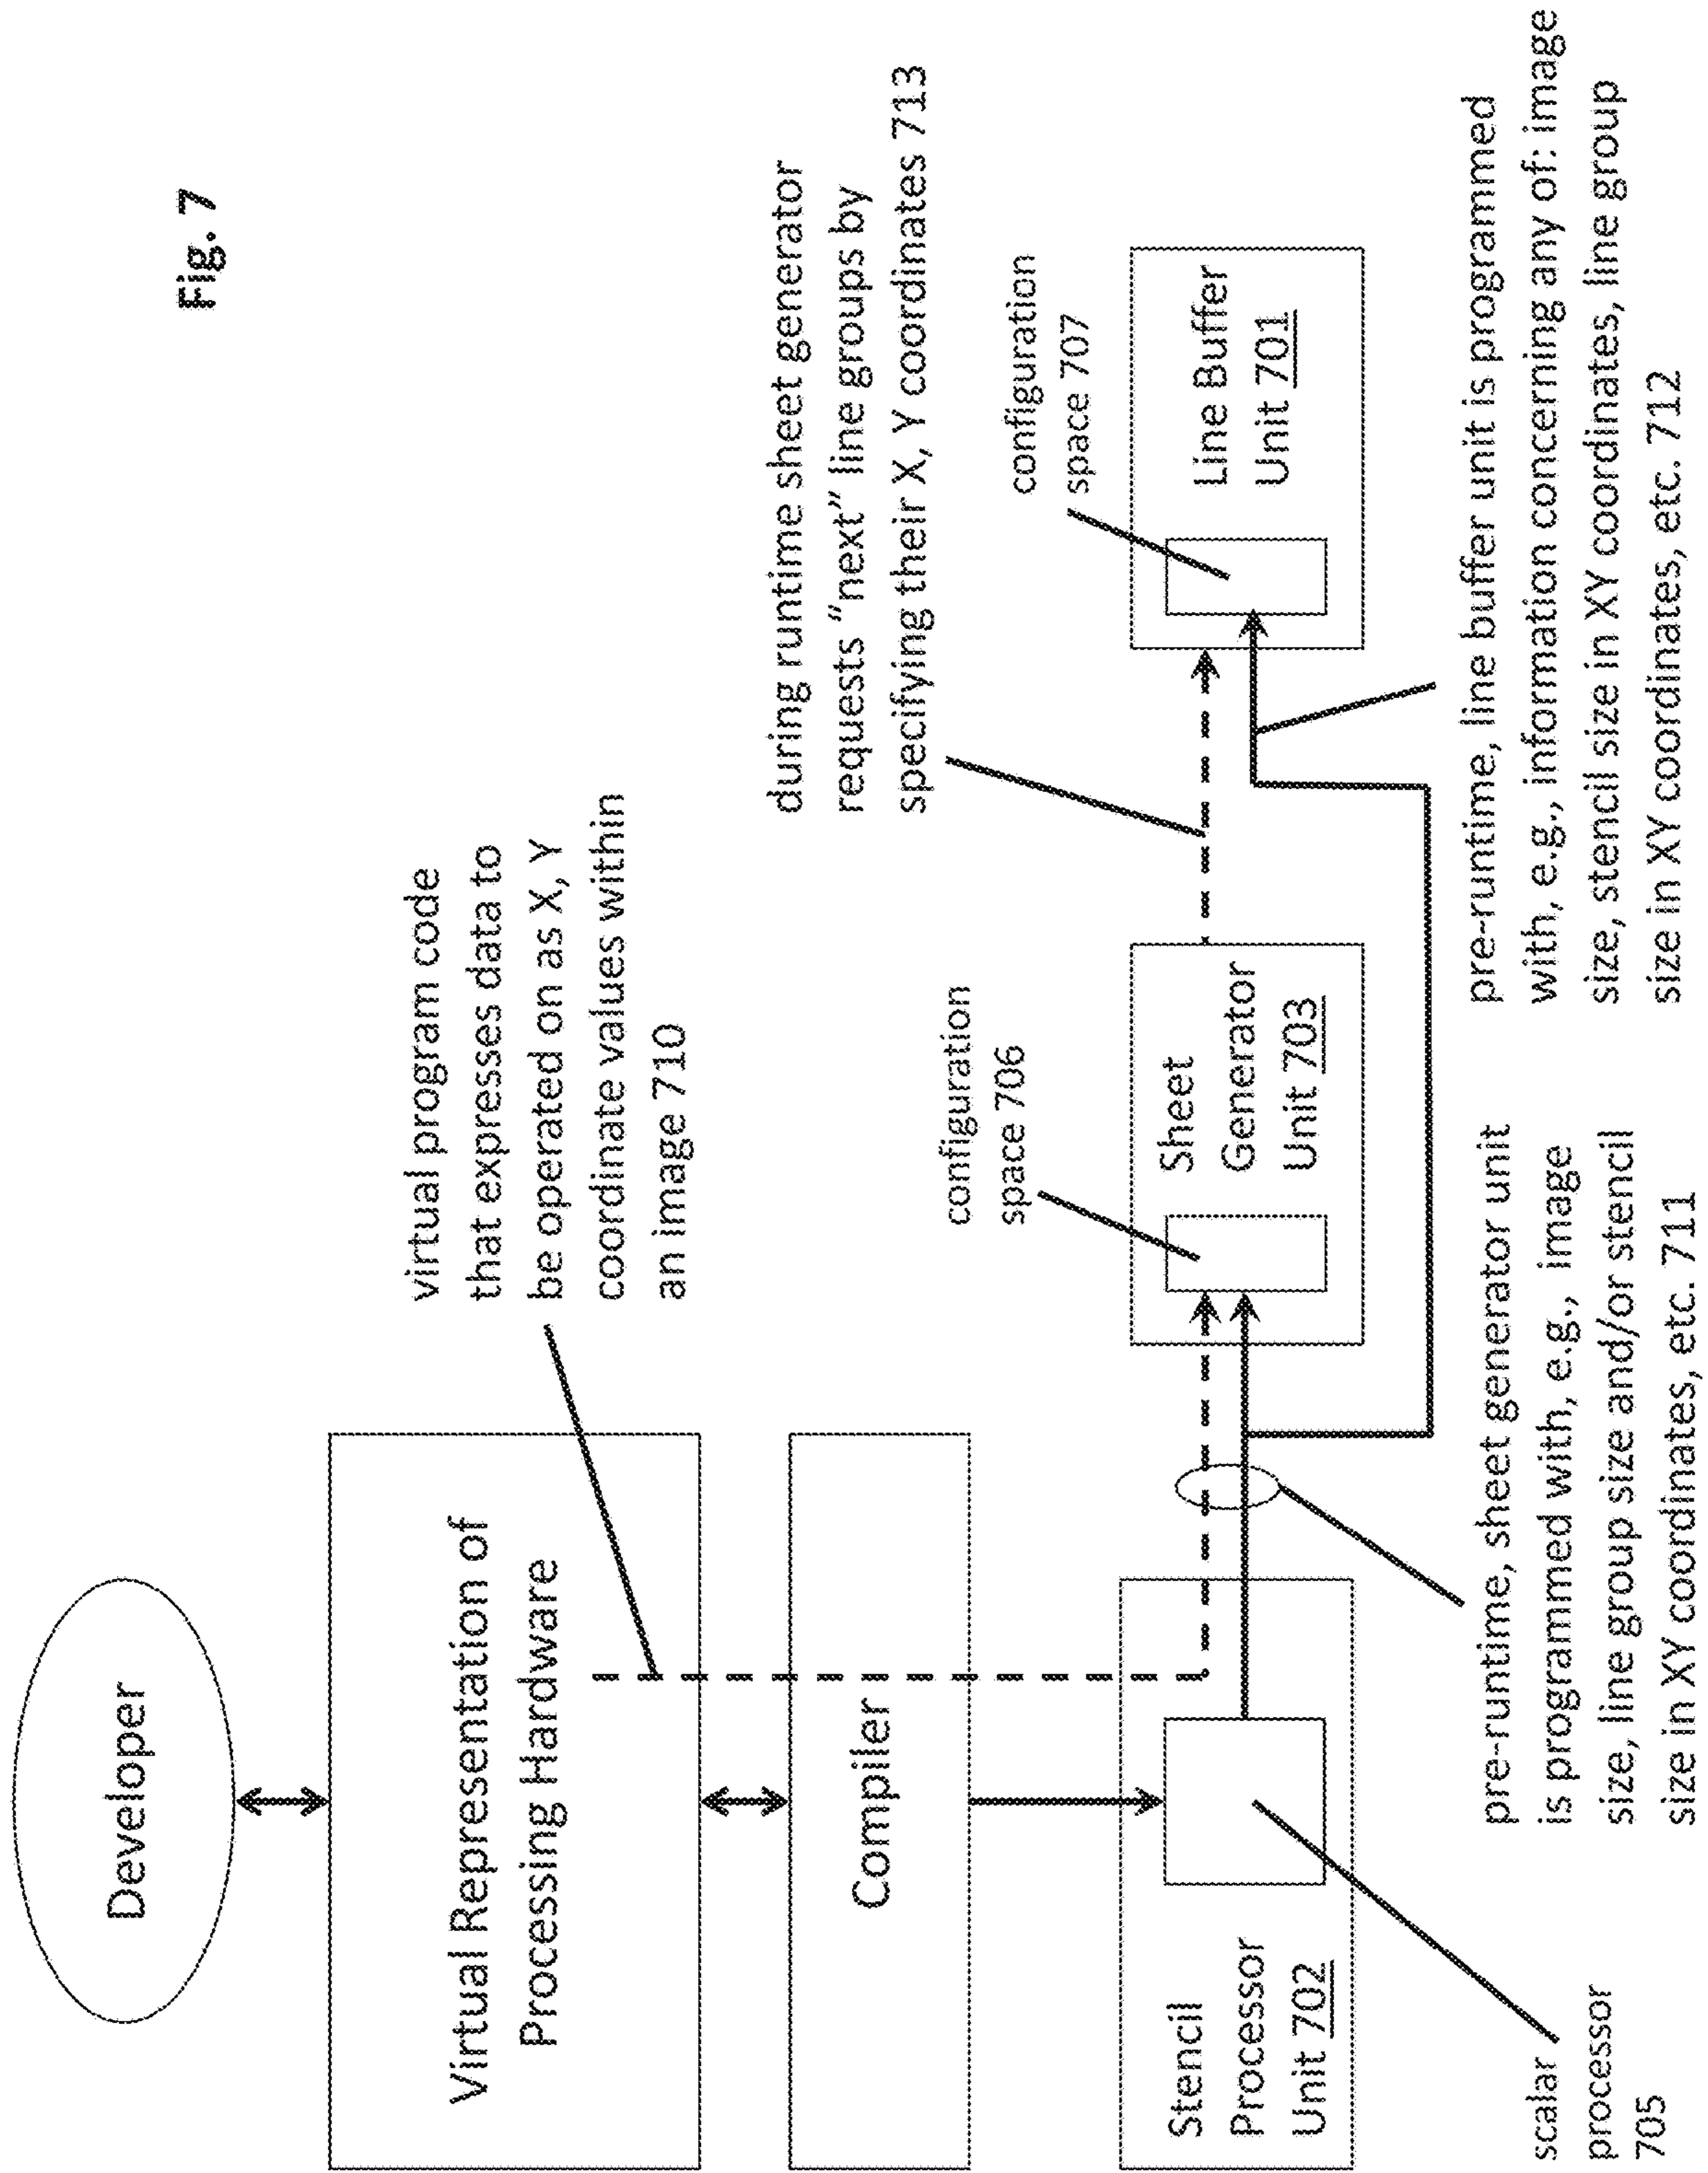 Fig. 7
Developer
Virtual Representation of
Processing Hardware
virtual program code
that expresses data to
be operated on as X, Y
coordinate values within
an image 710
Compiler
during runtime sheet generator
requests “next” line groups by
specifying their X, Y coordinates 713
Stencil
Processor
Unit 702
configuration
space 706
Sheet
Generator
Unit 703
configuration
space 707
Line Buffer
Unit 701
scalar
processor
705
pre-runtime, sheet generator unit
is programmed with, e.g., image
size, line group size and/or stencil
size in XY coordinates, etc. 711
pre-runtime, line buffer unit is programmed
with, e.g., information concerning any of: image
size, stencil size in XY coordinates, line group
size in XY coordinates, etc. 712